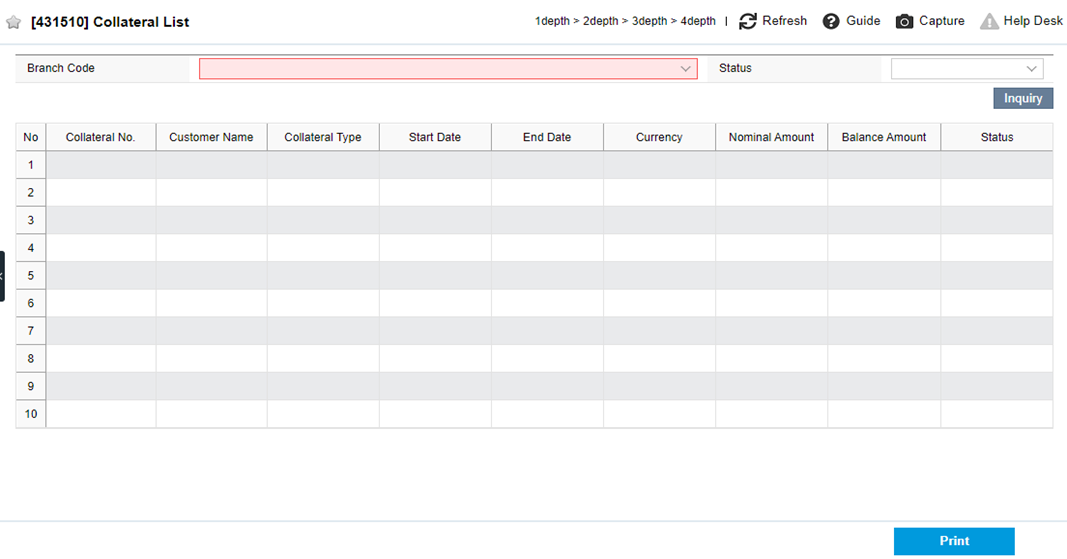 [431510] Collateral List
1depth > 2depth > 3depth > 4depth | Refresh Guide Capture Help Desk
Branch Code Status
Inquiry
No Collateral No. Customer Name Collateral Type Start Date End Date Currency Nominal Amount Balance Amount Status
1
2
3
4
5
6
7
8
9
10
Print